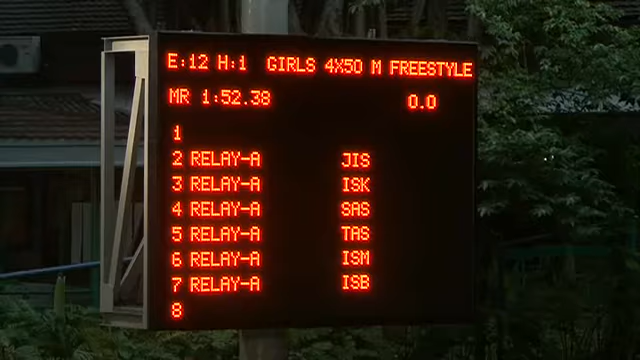 E:12 H:1 GIRLS 4X50 M FREESTYLE
MR 1:52.38 0.0
1
2 RELAY-A JIS
3 RELAY-A ISK
4 RELAY-A SAS
5 RELAY-A TAS
6 RELAY-A ISM
7 RELAY-A ISB
8